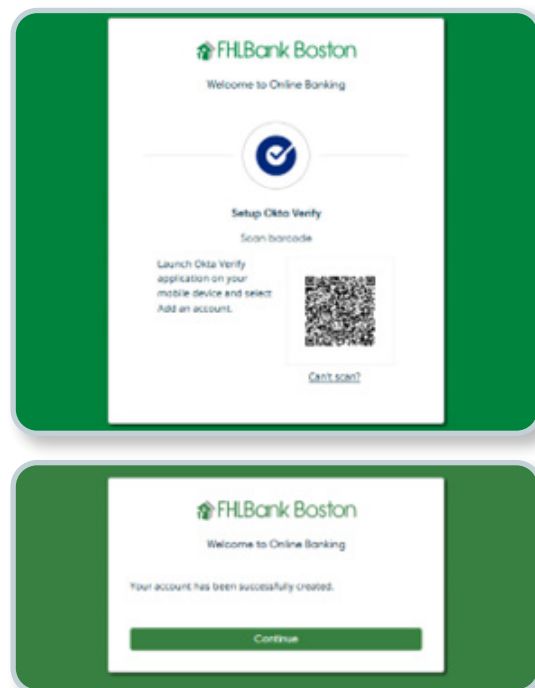 FHLBank Boston
Welcome to Online Banking
Setup Okta Verify
Scan barcode
Launch Okta Verify
application on your
mobile device and select
Add an account.
Can't scan?
FHLBank Boston
Welcome to Online Banking
Your account has been successfully created.
Continue